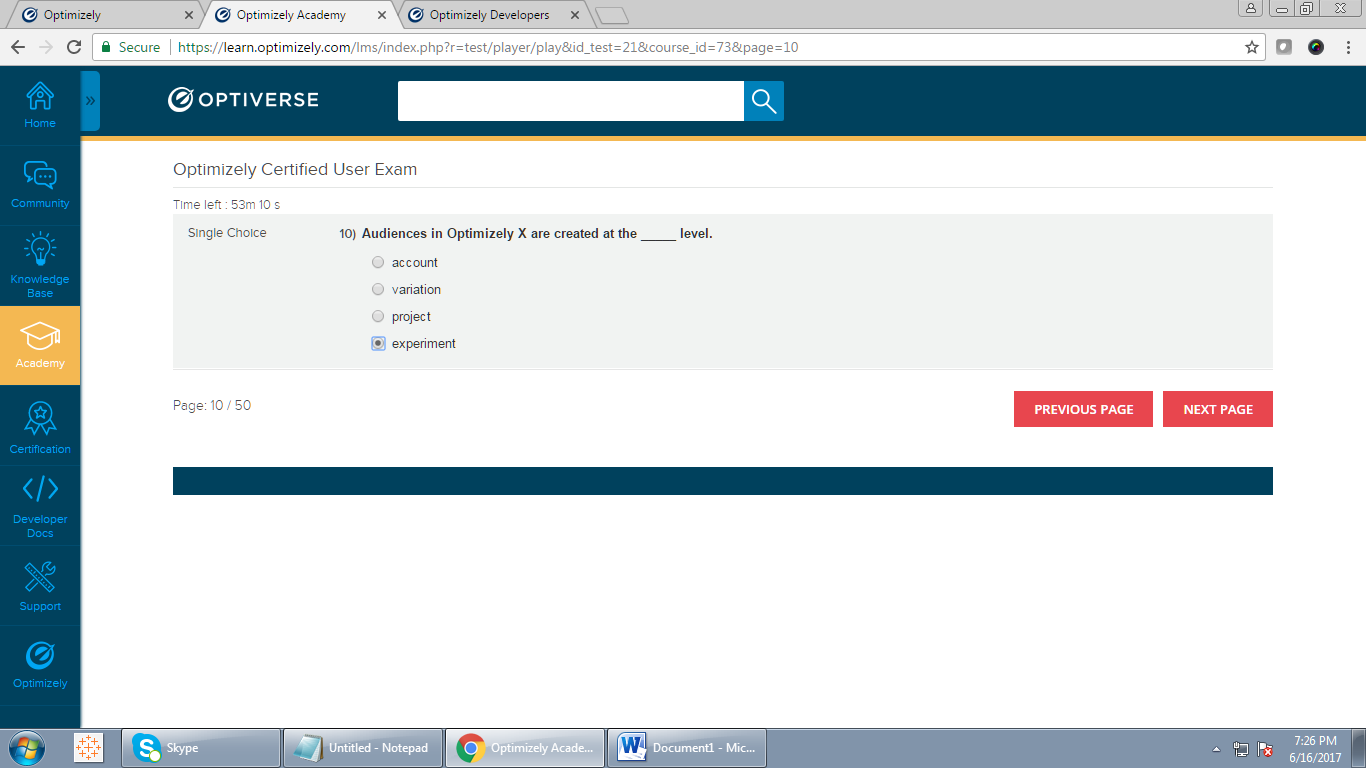 Optimizely
Optimizely Academy
Optimizely Developers
Secure
https://learn.optimizely.com/lms/index.php?r=test/player/play&id_test=21&course_id=73&page=10
Home
»
OPTIVERSE
Community
Knowledge
Base
Academy
Certification
Developer
Docs
Support
Optimizely
Optimizely Certified User Exam
Time left : 53m 10 s
Single Choice
10) Audiences in Optimizely X are created at the _____ level.
account
variation
project
experiment
Page: 10 / 50
PREVIOUS PAGE
NEXT PAGE
Skype
Untitled - Notepad
Optimizely Acade...
Document1 - Mic...
7:26 PM
6/16/2017